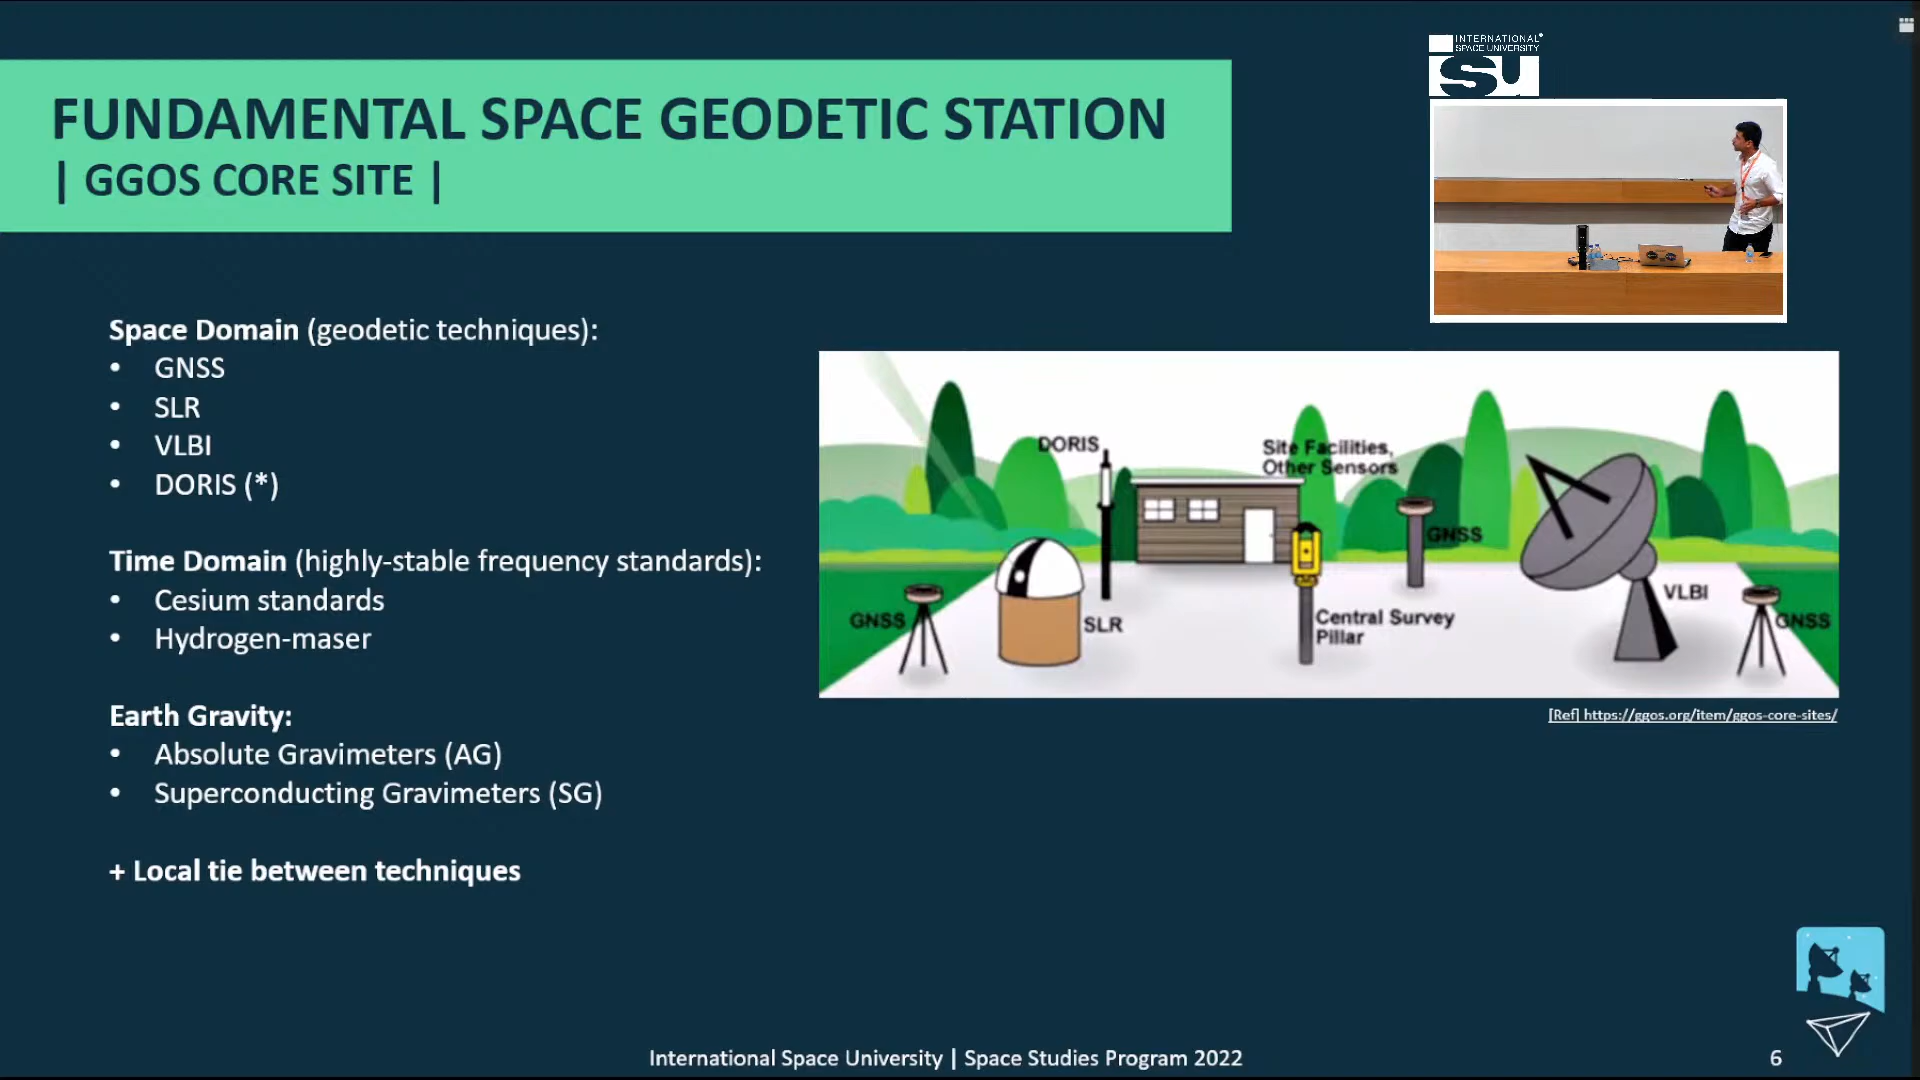 INTERNATIONAL
SPACE UNIVERSITY
FUNDAMENTAL SPACE GEODETIC STATION
| GGOS CORE SITE |
Space Domain (geodetic techniques):
• GNSS
• SLR
• VLBI
• DORIS (*)
Time Domain (highly-stable frequency standards):
• Cesium standards
• Hydrogen-maser
Earth Gravity:
• Absolute Gravimeters (AG)
• Superconducting Gravimeters (SG)
+ Local tie between techniques
DORIS
Site Facilities,
Other Sensors
GNSS
GNSS
SLR
Central Survey
Pillar
VLBI
GNSS
[Ref] https://ggos.org/item/ggos-core-sites/
International Space University | Space Studies Program 2022
6